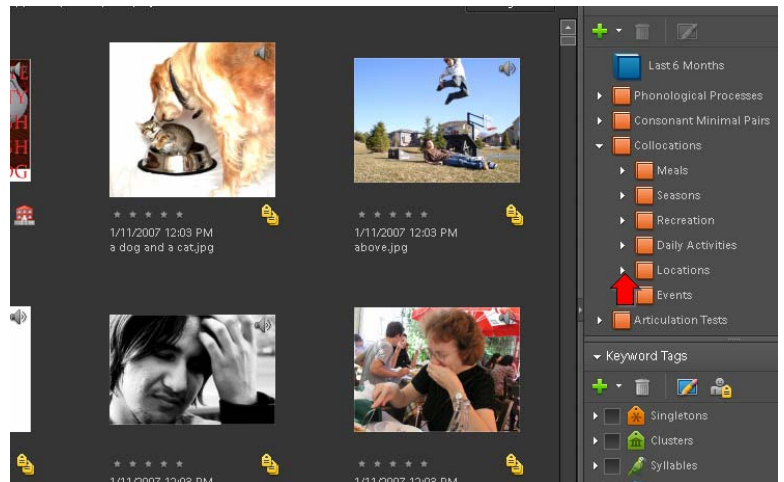 Last 6 Months
Phonological Processes
Consonant Minimal Pairs
Collocations
Meals
Seasons
Recreation
Daily Activities
Locations
Events
Articulation Tests
1/11/2007 12:03 PM
a dog and a cat.jpg
1/11/2007 12:03 PM
above.jpg
Keyword Tags
Singletons
Clusters
Syllables